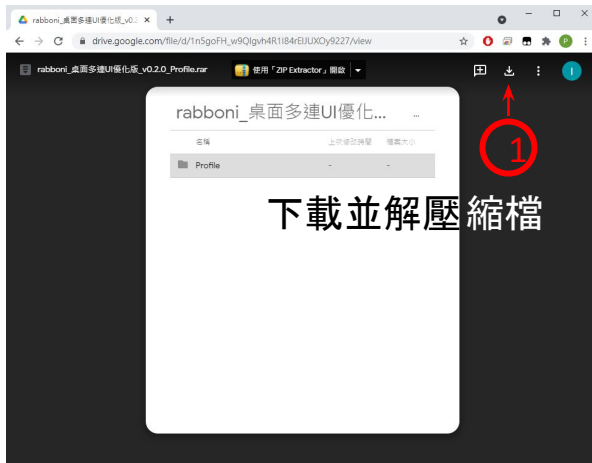 rabboni_桌面多連UI優化版_v0.2
drive.google.com/file/d/1n5goFH_w9QIgvh4R1I84rEIJUXOy9227/view
rabboni_桌面多連UI優化版_v0.2.0_Profile.rar
使用「ZIP Extractor」開啟
rabboni_桌面多連UI優化... ...
名稱 上次修改時間 檔案大小
Profile - -
1
下載並解壓縮檔